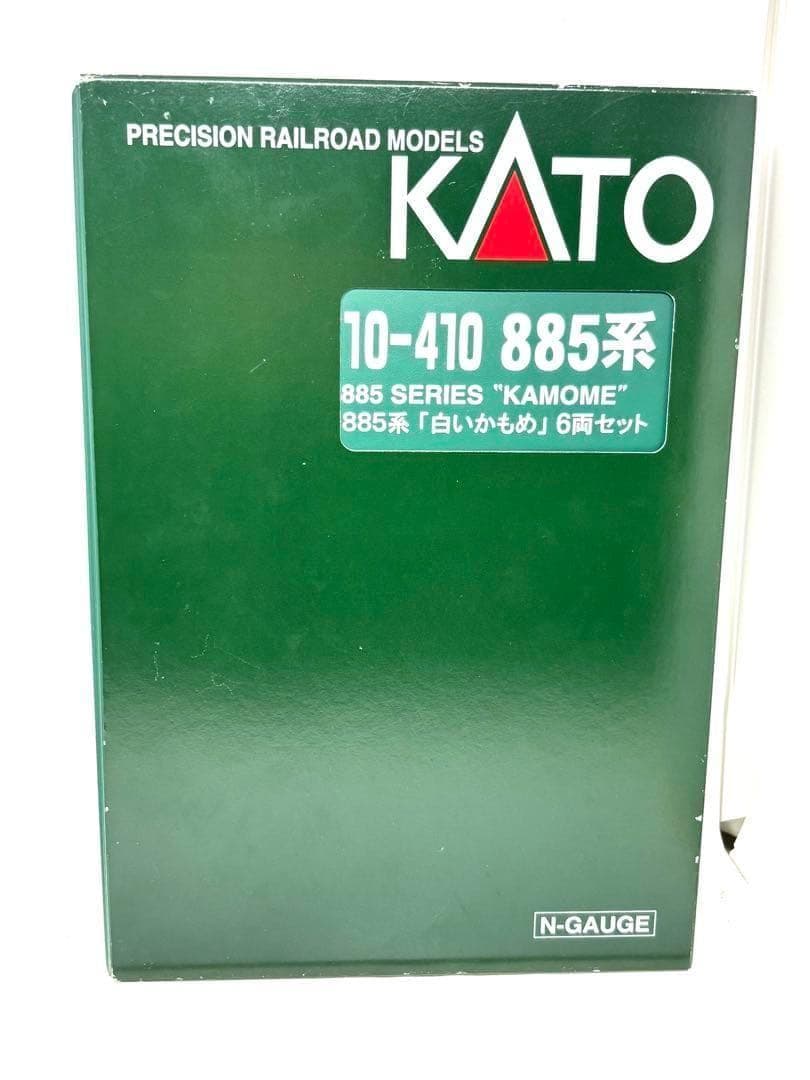 PRECISION RAILROAD MODELS
KATO
10-410 885系
885 SERIES "KAMOME"
885系「白いかもめ」6両セット
N-GAUGE